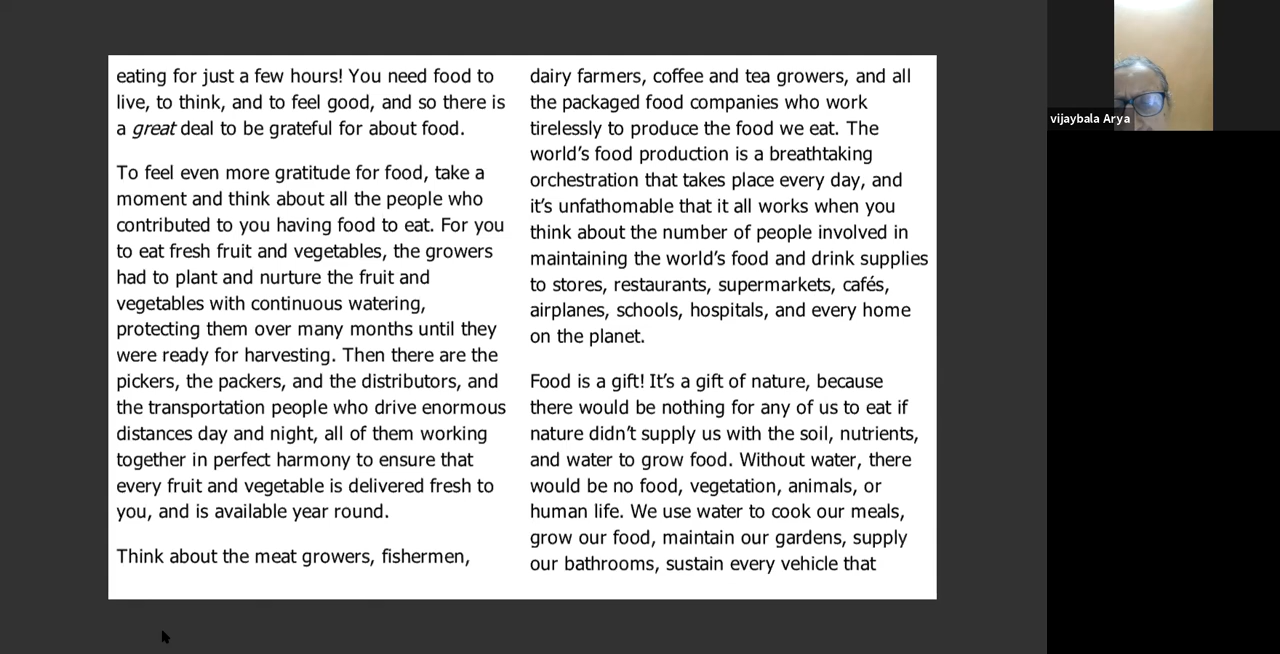 eating for just a few hours! You need food to
live, to think, and to feel good, and so there is
a great deal to be grateful for about food.
To feel even more gratitude for food, take a
moment and think about all the people who
contributed to you having food to eat. For you
to eat fresh fruit and vegetables, the growers
had to plant and nurture the fruit and
vegetables with continuous watering,
protecting them over many months until they
were ready for harvesting. Then there are the
pickers, the packers, and the distributors, and
the transportation people who drive enormous
distances day and night, all of them working
together in perfect harmony to ensure that
every fruit and vegetable is delivered fresh to
you, and is available year round.
Think about the meat growers, fishermen,
dairy farmers, coffee and tea growers, and all
the packaged food companies who work
tirelessly to produce the food we eat. The
world’s food production is a breathtaking
orchestration that takes place every day, and
it’s unfathomable that it all works when you
think about the number of people involved in
maintaining the world’s food and drink supplies
to stores, restaurants, supermarkets, cafés,
airplanes, schools, hospitals, and every home
on the planet.
Food is a gift! It’s a gift of nature, because
there would be nothing for any of us to eat if
nature didn’t supply us with the soil, nutrients,
and water to grow food. Without water, there
would be no food, vegetation, animals, or
human life. We use water to cook our meals,
grow our food, maintain our gardens, supply
our bathrooms, sustain every vehicle that
vijaybala Arya